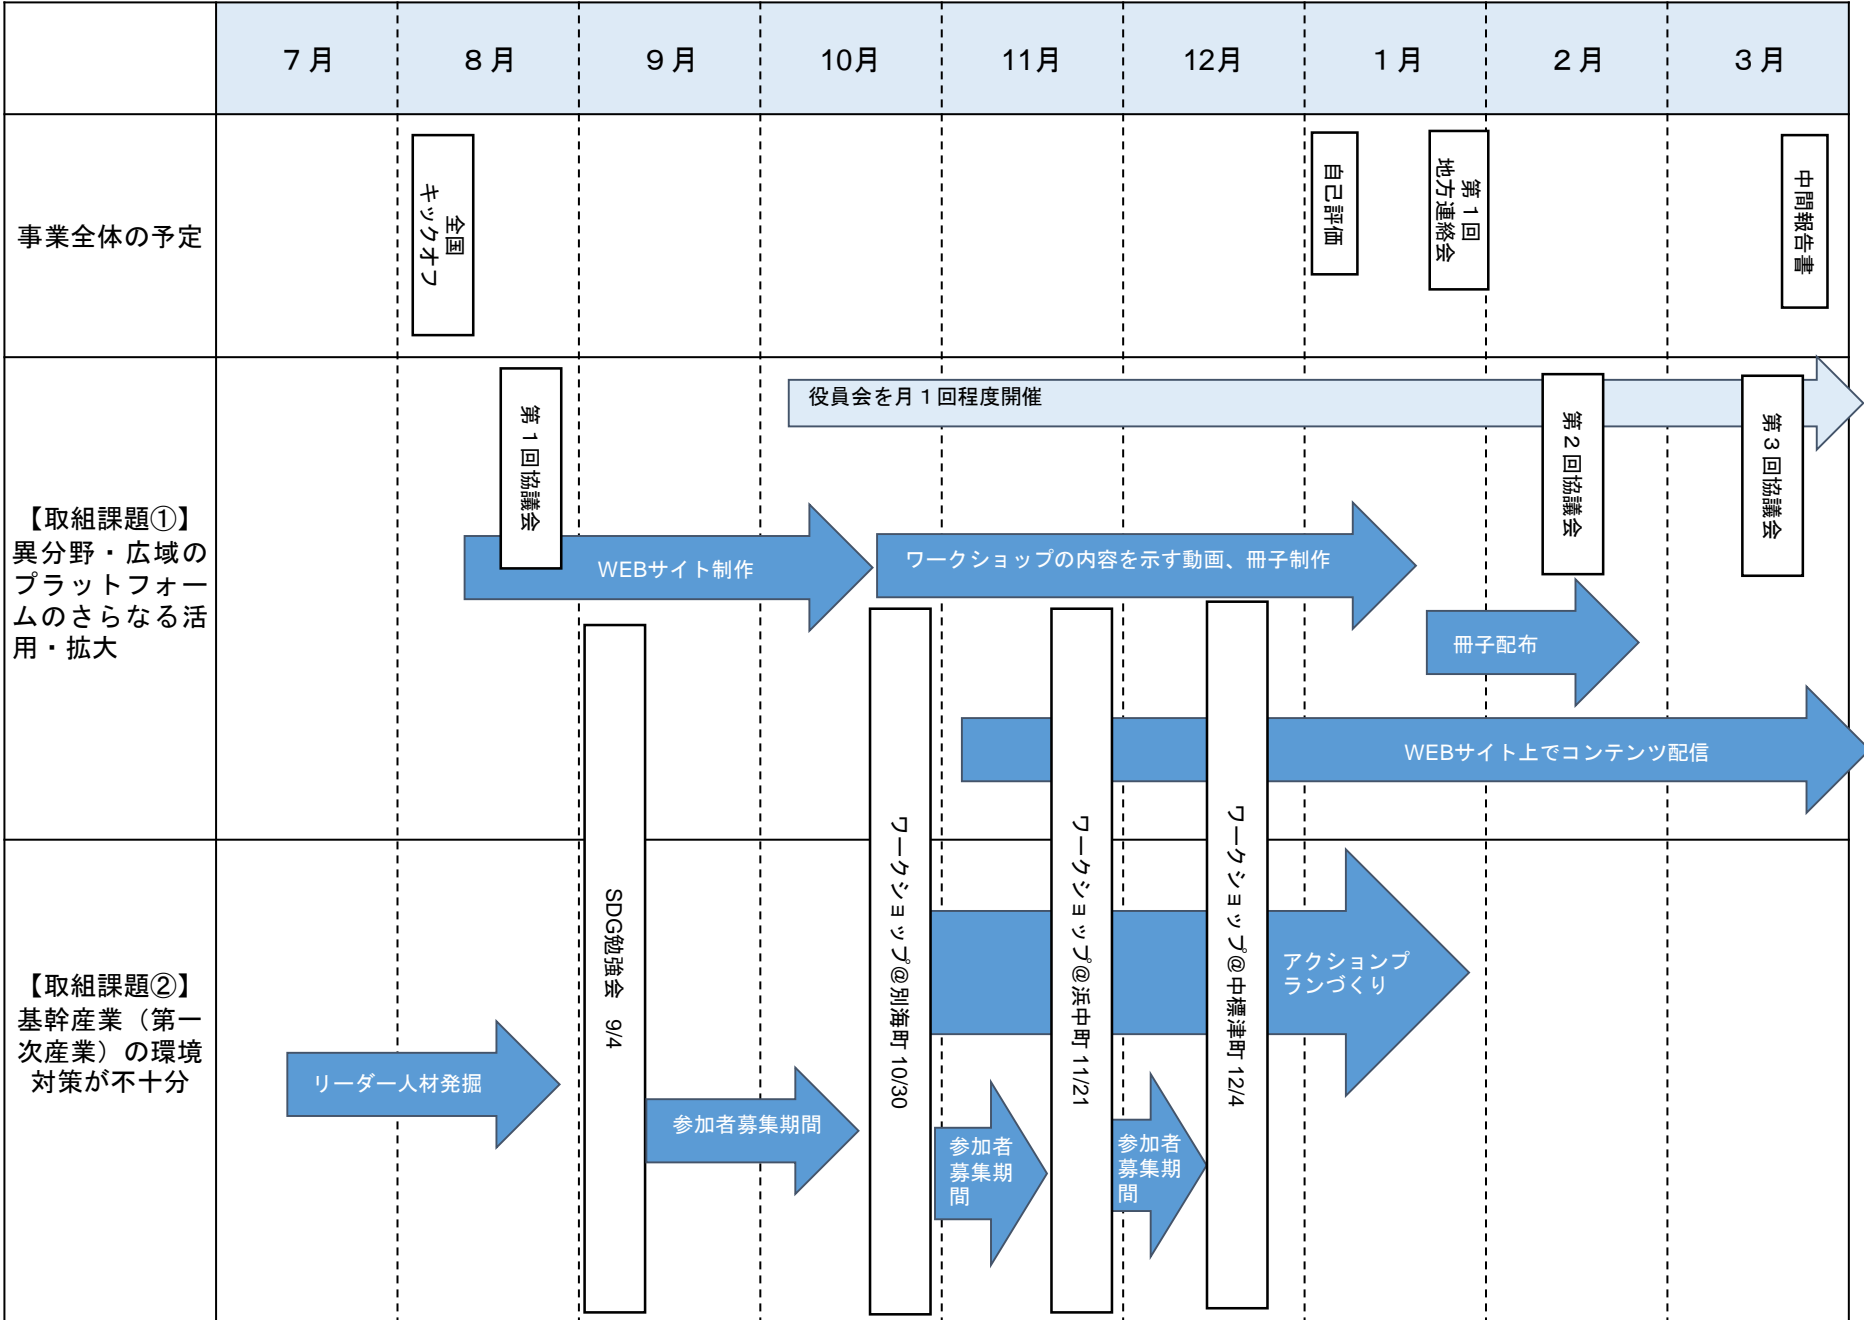 7月
8月
9月
10月
11月
12月
1月
2月
3月
事業全体の予定
全国
キックオフ
自己評価
第1回
地方連絡会
中間報告書
【取組課題①】
異分野・広域の
プラットフォー
ムのさらなる活
用・拡大
役員会を月1回程度開催
第1回協議会
第2回協議会
第3回協議会
WEBサイト制作
ワークショップの内容を示す動画、冊子制作
冊子配布
WEBサイト上でコンテンツ配信
【取組課題②】
基幹産業（第一
次産業）の環境
対策が不十分
SDG勉強会 9/4
ワークショップ@別海町 10/30
ワークショップ@浜中町 11/21
ワークショップ@中標津町 12/4
アクションプ
ランづくり
リーダー人材発掘
参加者募集期間
参加者
募集期
間
参加者
募集期
間